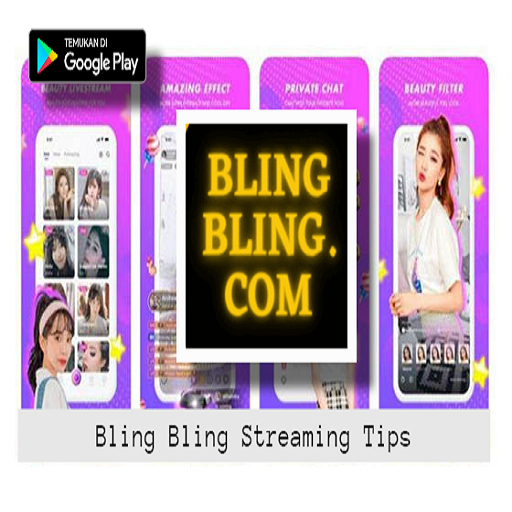 TEMUKAN DI
Google Play
BEAUTY LIVESTREAM
AMAZING EFFECT
PRIVATE CHAT
BEAUTY FILTER
BLING
BLING.
COM
Bling Bling Streaming Tips